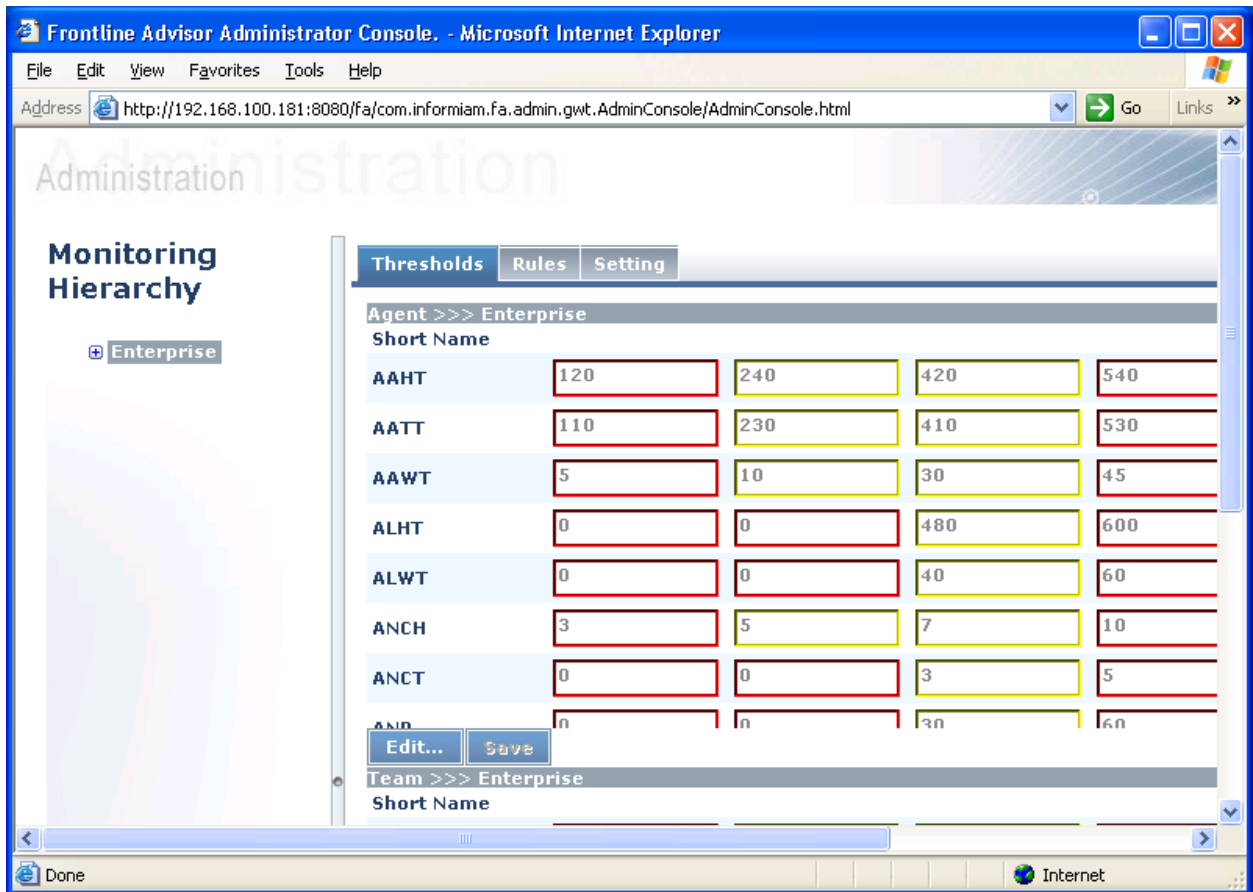 Frontline Advisor Administrator Console. - Microsoft Internet Explorer
File Edit View Favorites Tools Help
Address http://192.168.100.181:8080/fa/com.informiam.fa.admin.gwt.AdminConsole/AdminConsole.html Go Links »
Administration
Administration
Monitoring
Hierarchy
Enterprise
Thresholds Rules Setting
Agent >>> Enterprise
Short Name
AAHT 120 240 420 540
AATT 110 230 410 530
AAWT 5 10 30 45
ALHT 0 0 480 600
ALWT 0 0 40 60
ANCH 3 5 7 10
ANCT 0 0 3 5
0 0 30 60
Edit... Save
Team >>> Enterprise
Short Name
Done Internet